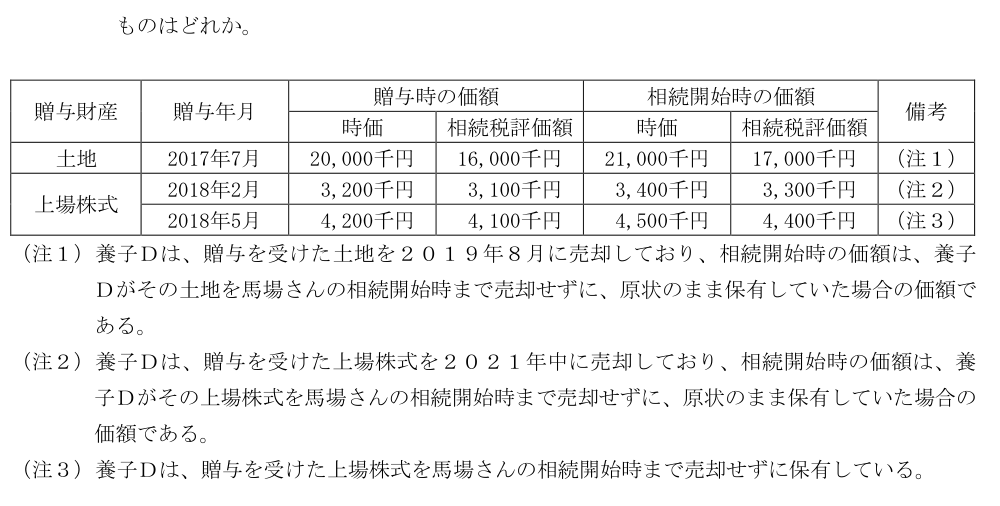 ものはどれか。
贈与財産 贈与年月 贈与時の価額 相続開始時の価額 備考
時価 相続税評価額 時価 相続税評価額
土地 2017年7月 20,000千円 16,000千円 21,000千円 17,000千円 （注１）
上場株式 2018年2月 3,200千円 3,100千円 3,400千円 3,300千円 （注２）
2018年5月 4,200千円 4,100千円 4,500千円 4,400千円 （注３）
（注１）養子Ｄは、贈与を受けた土地を２０１９年８月に売却しており、相続開始時の価額は、養子
Ｄがその土地を馬場さんの相続開始時まで売却せずに、原状のまま保有していた場合の価額で
ある。
（注２）養子Ｄは、贈与を受けた上場株式を２０２１年中に売却しており、相続開始時の価額は、養
子Ｄがその上場株式を馬場さんの相続開始時まで売却せずに、原状のまま保有していた場合の
価額である。
（注３）養子Ｄは、贈与を受けた上場株式を馬場さんの相続開始時まで売却せずに保有している。